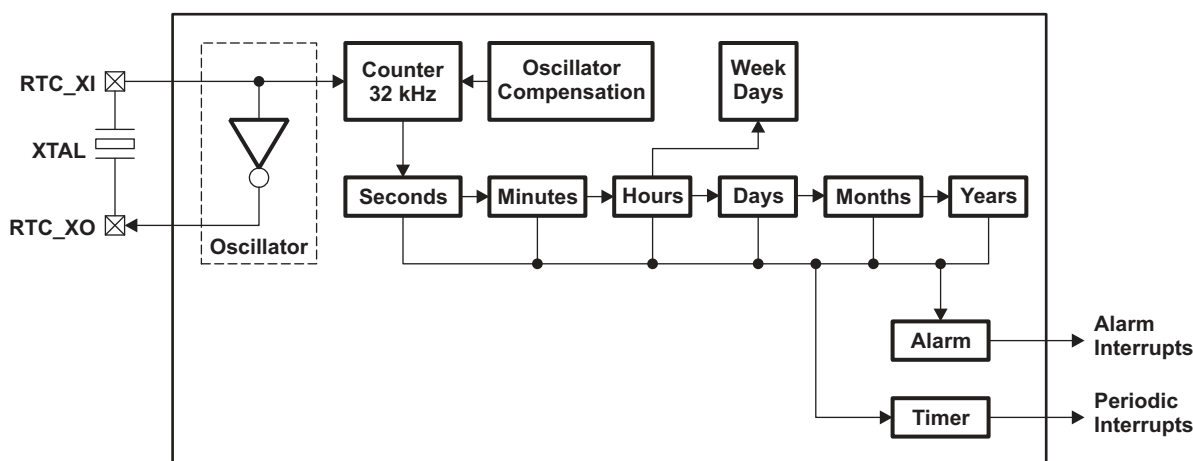 RTC_XI
XTAL
RTC_XO
Oscillator
Counter
32 kHz
Oscillator
Compensation
Week
Days
Seconds
Minutes
Hours
Days
Months
Years
Alarm
Alarm
Interrupts
Timer
Periodic
Interrupts